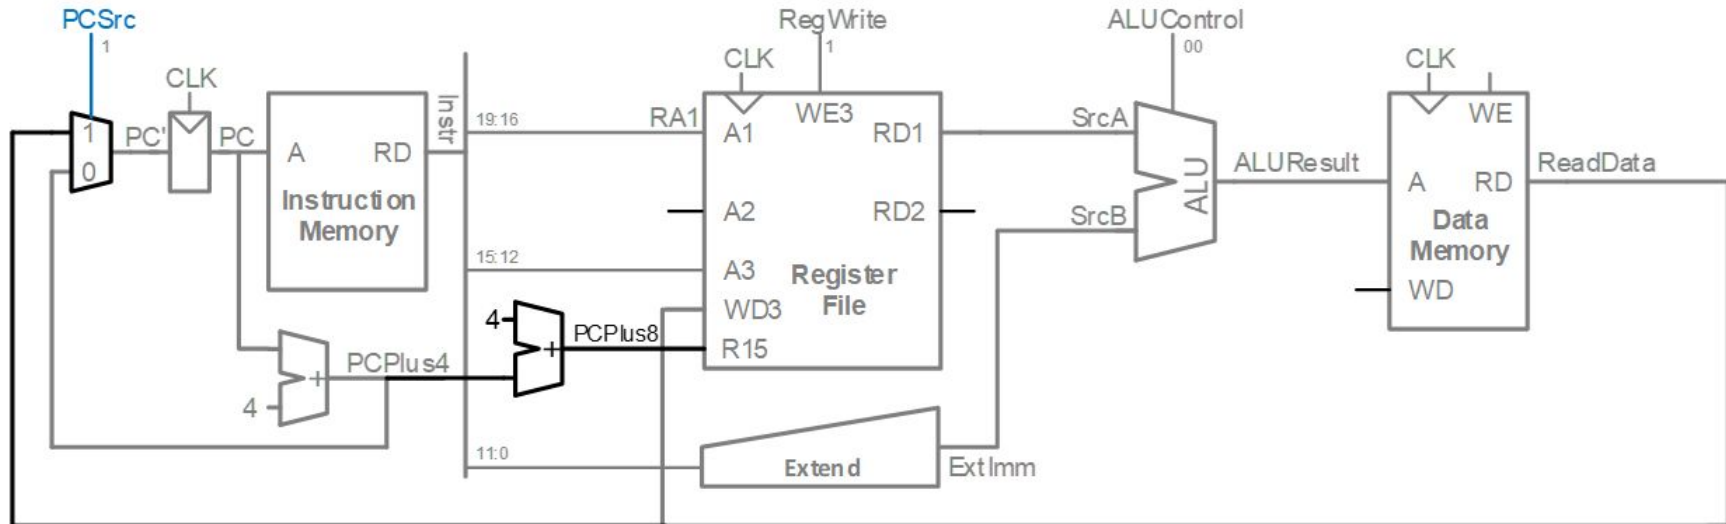 PCSrc
1
RegWrite
1
ALUControl
00
CLK
CLK
CLK
1
0
PC'
PC
A
RD
Instruction
Memory
Instr
19:16
RA1
A1
WE3
RD1
SrcA
A2
RD2
SrcB
ALU
ALUResult
WE
A
RD
ReadData
Data
Memory
WD
15:12
A3
Register
File
WD3
4
+
PCPlus8
R15
PCPlus4
+
4
11:0
Extend
ExtImm